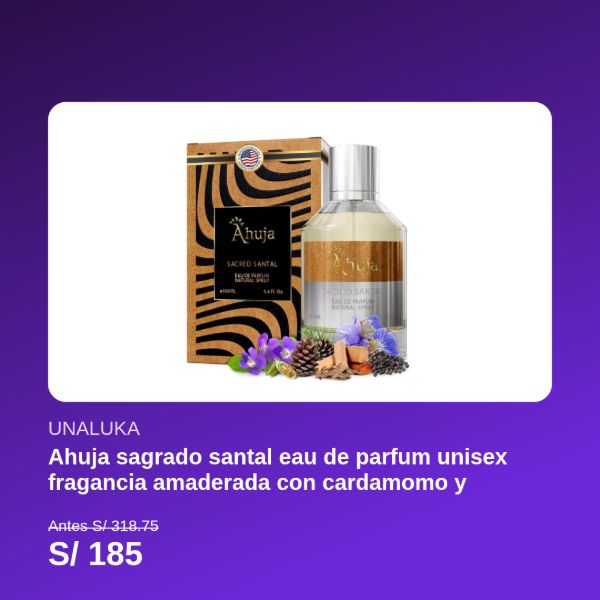 Ahuja
SACRED SANTAL
EAU DE PARFUM
NATURAL SPRAY
Ahuja
SACRED SANTAL
EAU DE PARFUM
NATURAL SPRAY
UNALUKA
Ahuja sagrado santal eau de parfum unisex
fragancia amaderada con cardamomo y
Antes S/ 318.75
S/ 185